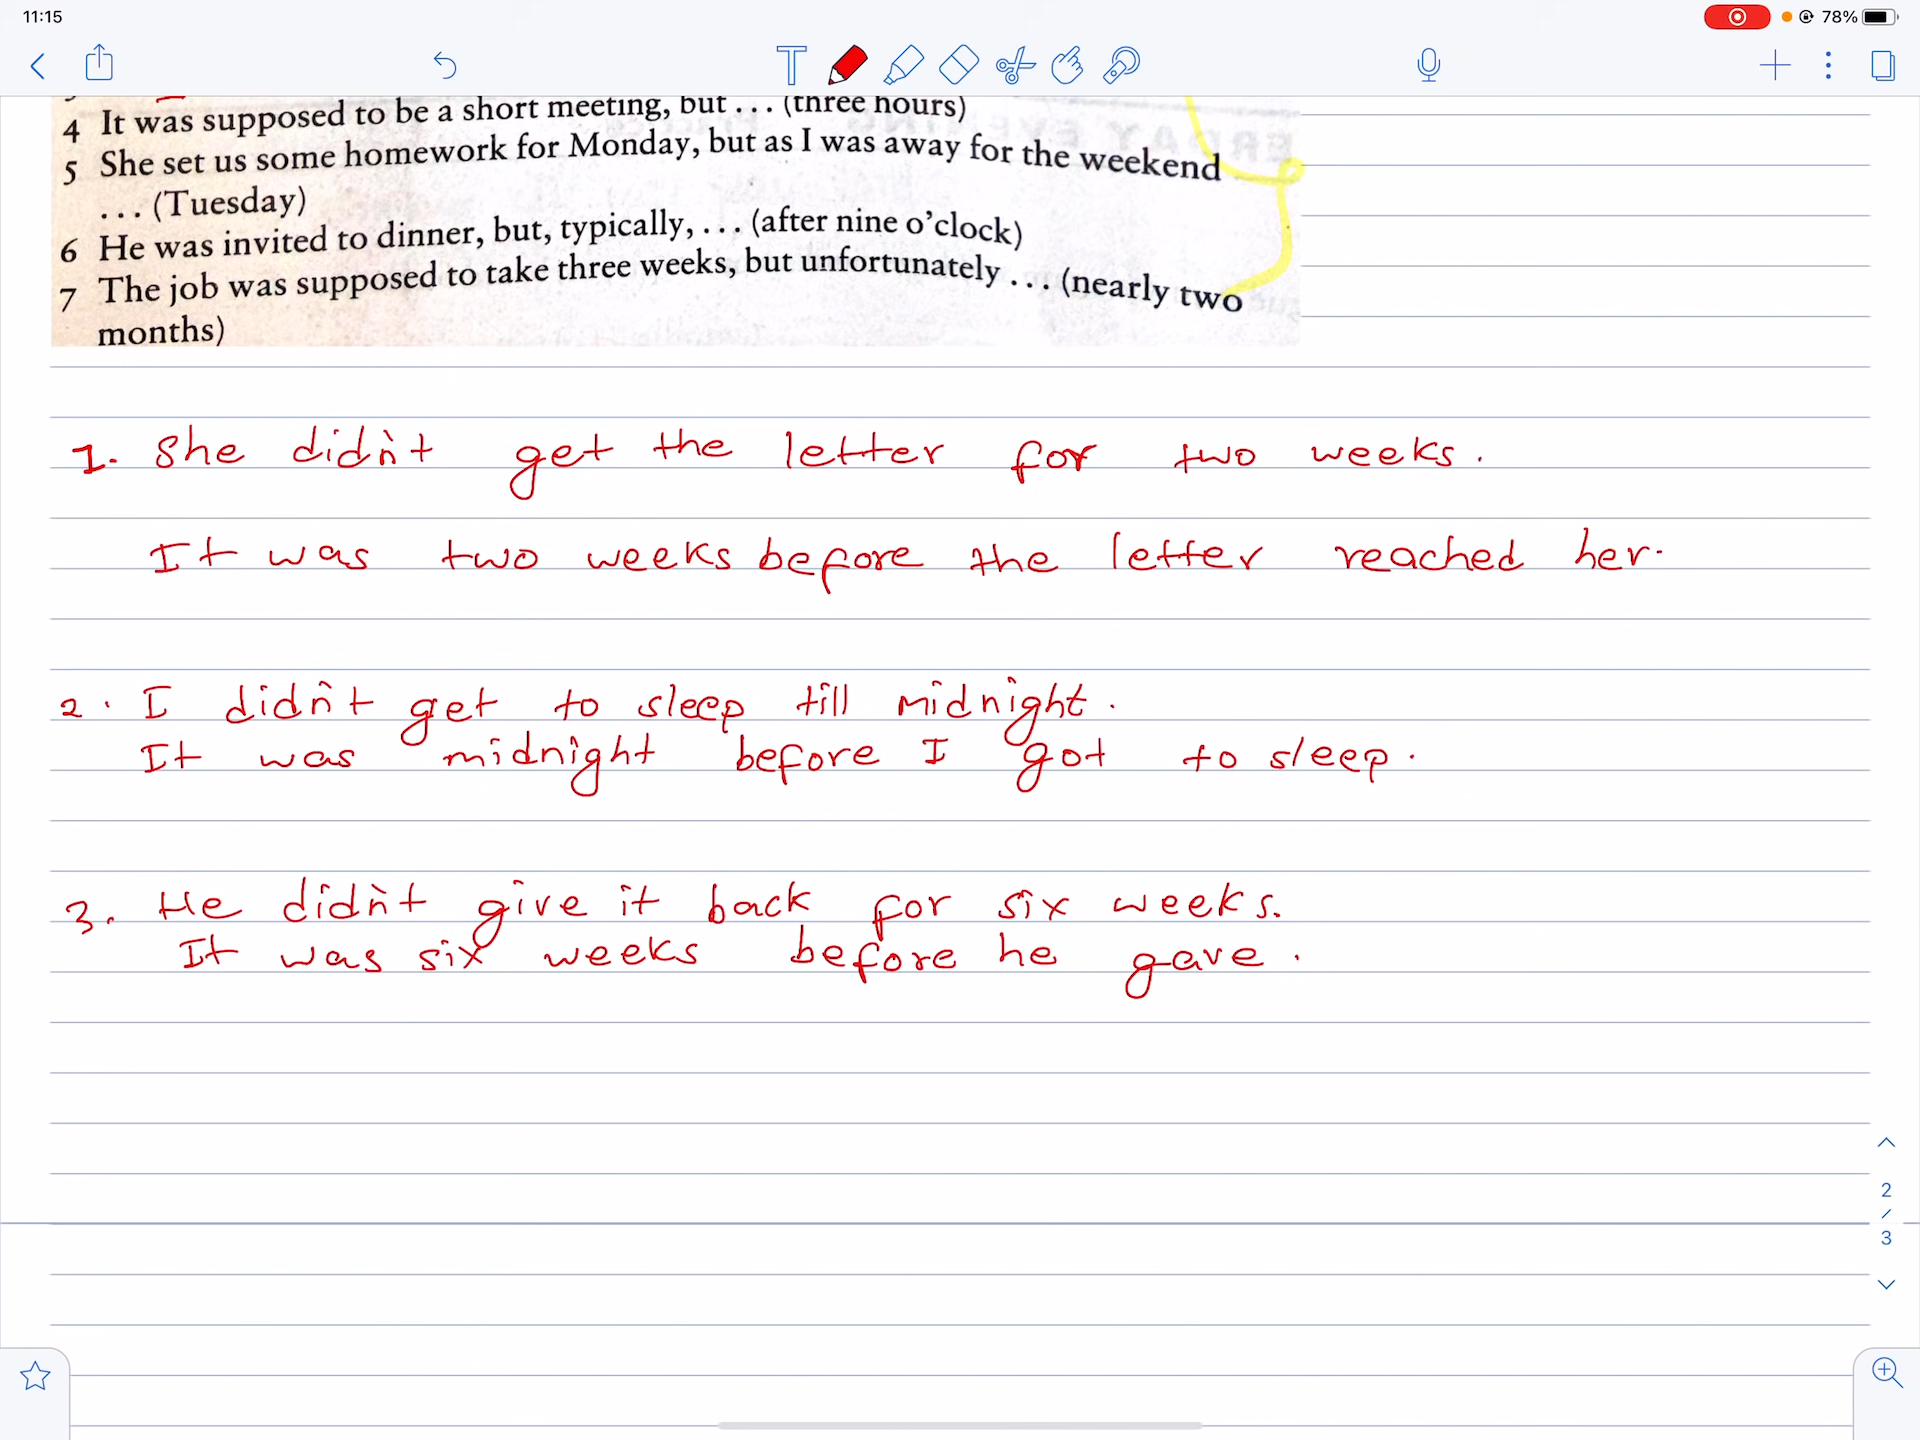 11:15
78%
4 It was supposed to be a short meeting, but ... (three hours)
5 She set us some homework for Monday, but as I was away for the weekend
... (Tuesday)
6 He was invited to dinner, but, typically, ... (after nine o'clock)
7 The job was supposed to take three weeks, but unfortunately ... (nearly two
months)
1. She didn't get the letter for two weeks.
It was two weeks before the letter reached her.
2. I didn't get to sleep till midnight.
It was midnight before I got to sleep.
3. He didn't give it back for six weeks.
It was six weeks before he gave.
2
/
3